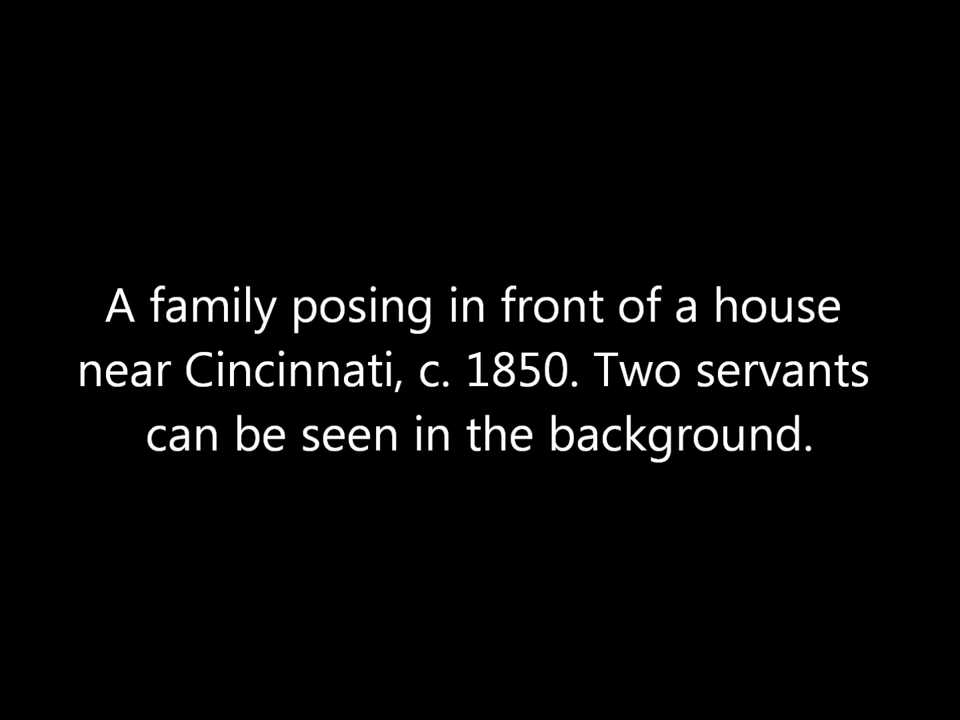 A family posing in front of a house
near Cincinnati, c. 1850. Two servants
can be seen in the background.